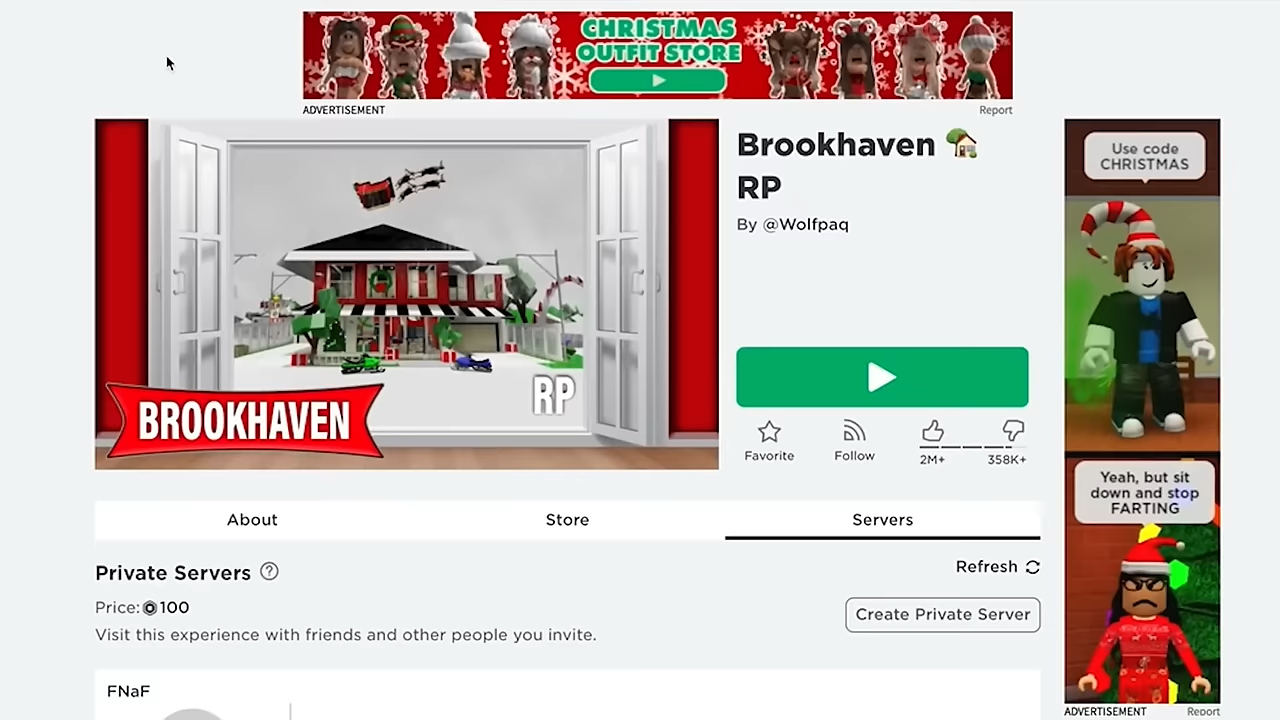 CHRISTMAS
OUTFIT STORE
ADVERTISEMENT
Report
BROOKHAVEN
RP
Brookhaven
RP
By @Wolfpaq
Favorite
Follow
2M+
358K+
Use code
CHRISTMAS
Yeah, but sit
down and stop
FARTING
ADVERTISEMENT
Report
About
Store
Servers
Private Servers ?
Refresh
Price: 100
Create Private Server
Visit this experience with friends and other people you invite.
FNaF